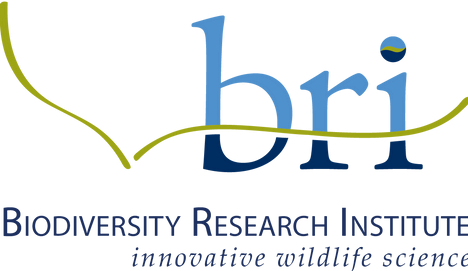 bri
BIODIVERSITY RESEARCH INSTITUTE
innovative wildlife science